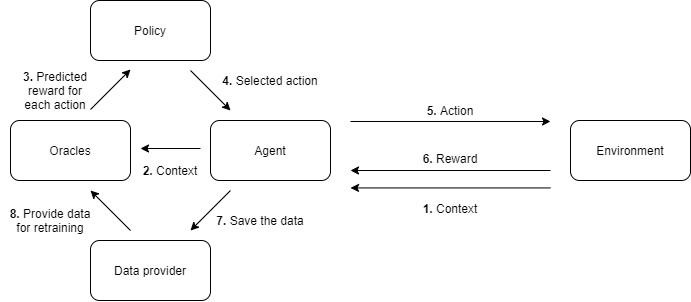 Policy
3. Predicted
reward for
each action
4. Selected action
5. Action
Oracles
Agent
Environment
2. Context
6. Reward
1. Context
8. Provide data
for retraining
7. Save the data
Data provider